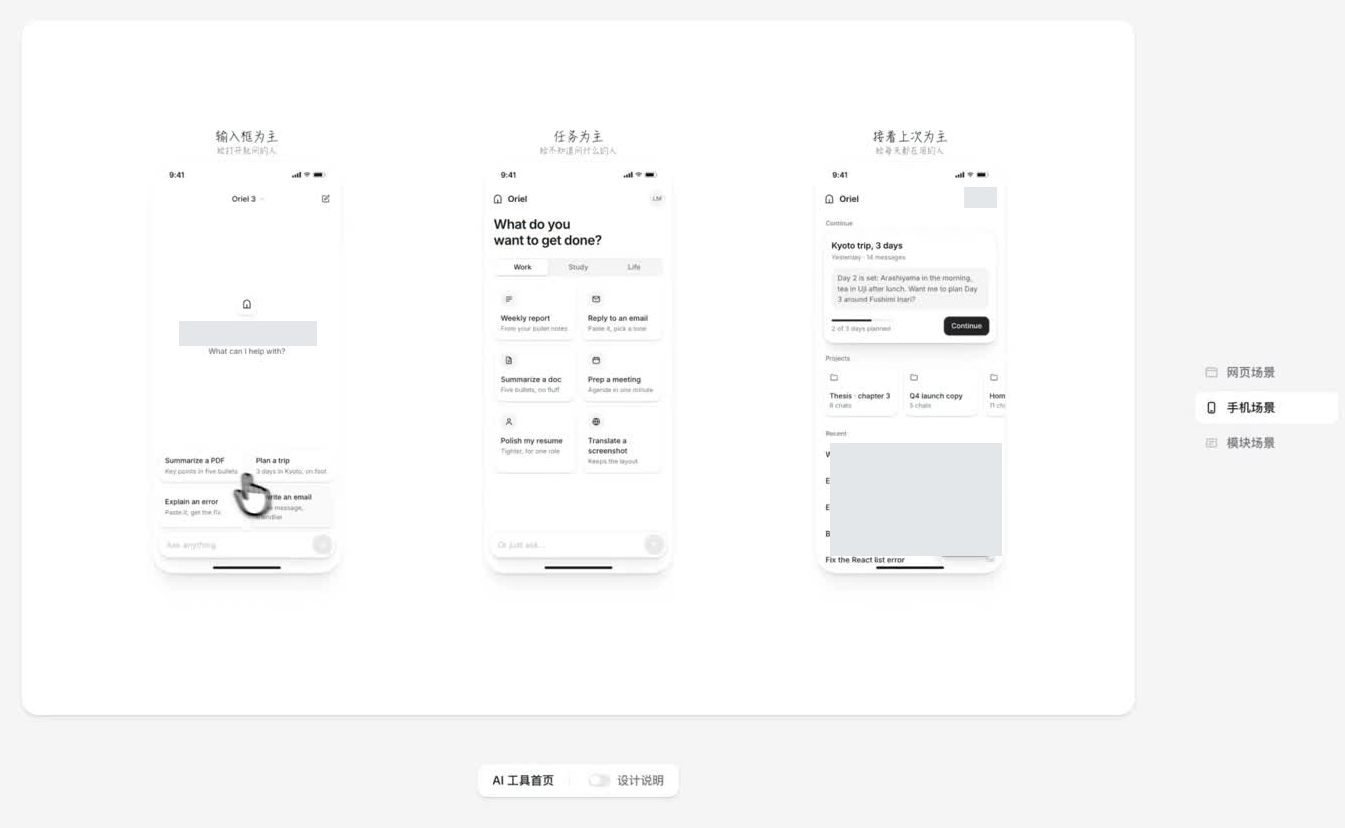 输入框为主
给打开就问的人
9:41
Oriel 3
What can I help with?
Summarize a PDF
Key points in five bullets
Plan a trip
3 days in Kyoto, on foot
Explain an error
Paste it, get the fix
write an email
message,
Ask anything
任务为主
给不知道问什么的人
9:41
Oriel
LM
What do you
want to get done?
Work
Study
Life
Weekly report
From your bullet notes
Reply to an email
Paste it, pick a tone
Summarize a doc
Five bullets, no fluff
Prep a meeting
Agenda in one minute
Polish my resume
Tighter, for one role
Translate a
screenshot
Keeps the layout
Or just ask...
接着上次为主
给每天都在用的人
9:41
Oriel
Continue
Kyoto trip, 3 days
Yesterday · 14 messages
Day 2 is set: Arashiyama in the morning,
tea in Uji after lunch. Want me to plan Day
3 around Fushimi Inari?
2 of 3 days planned
Continue
Projects
Thesis · chapter 3
8 chats
Q4 launch copy
5 chats
Hom
11 ch
Recent
Fix the React list error
网页场景
手机场景
模块场景
AI 工具首页
设计说明